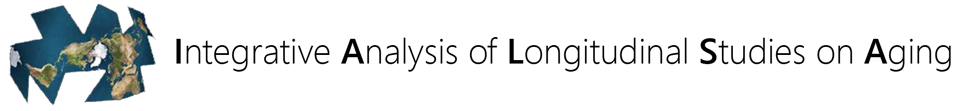 Integrative Analysis of Longitudinal Studies on Aging